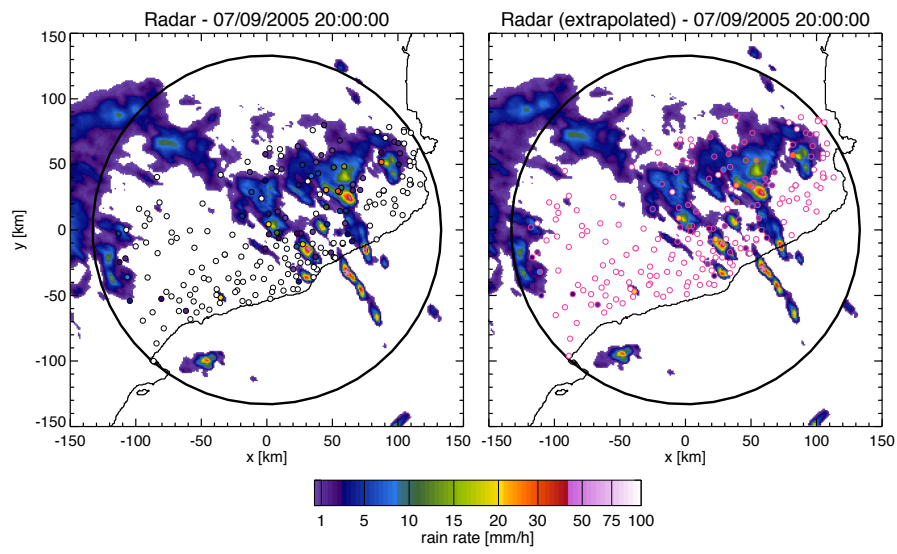 Radar - 07/09/2005 20:00:00
Radar (extrapolated) - 07/09/2005 20:00:00
150
100
50
0
-50
-100
-150
y [km]
-150 -100 -50 0 50 100 150
x [km]
-150 -100 -50 0 50 100 150
x [km]
1 5 10 15 20 30 40 50 75 100
rain rate [mm/h]